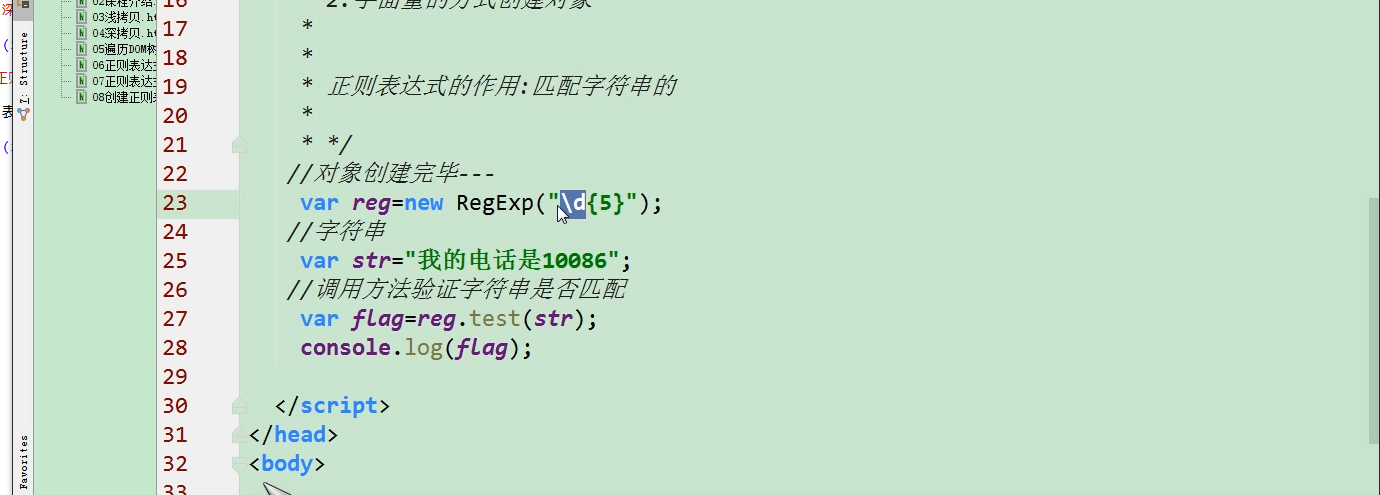 深
(
正则
表
(
7: Structure
Favorites
02课程介绍.
03浅拷贝.ht
04深拷贝.ht
05遍历DOM树
06正则表达式
07正则表达
08创建正则表
16 2.字面量的方式创建对象
17 *
18 *
19 * 正则表达式的作用:匹配字符串的
20 *
21 * */
22 //对象创建完毕---
23 var reg=new RegExp("\d{5}");
24 //字符串
25 var str="我的电话是10086";
26 //调用方法验证字符串是否匹配
27 var flag=reg.test(str);
28 console.log(flag);
29
30 </script>
31 </head>
32 <body>
33